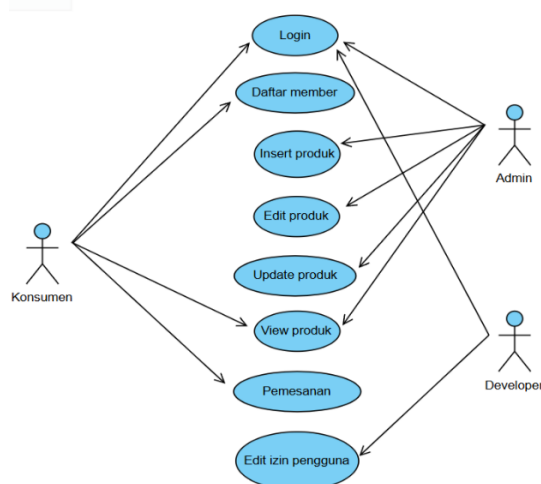 Login
Daftar member
Insert produk
Admin
Edit produk
Konsumen
Update produk
View produk
Developer
Pemesanan
Edit izin pengguna